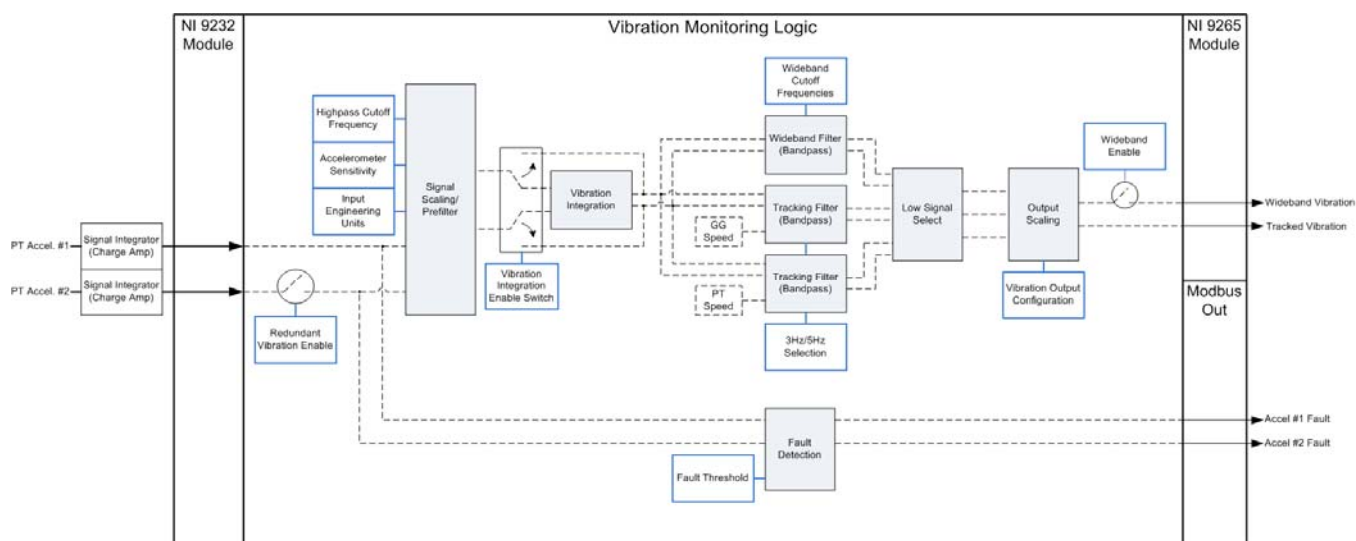 NI 9232
Module
Vibration Monitoring Logic
NI 9265
Module
Wideband
Cutoff
Frequencies
Highpass Cutoff
Frequency
Accelerometer
Sensitivity
Input
Engineering
Units
Signal
Scaling/
Prefilter
Vibration
Integration
Wideband Filter
(Bandpass)
Tracking Filter
(Bandpass)
GG
Speed
Tracking Filter
(Bandpass)
PT
Speed
3Hz/5Hz
Selection
Low Signal
Select
Output
Scaling
Wideband
Enable
Wideband Vibration
Tracked Vibration
PT Accel. #1
Signal Integrator
(Charge Amp)
PT Accel. #2
Signal Integrator
(Charge Amp)
Vibration
Integration
Enable Switch
Vibration Output
Configuration
Modbus
Out
Redundant
Vibration Enable
Fault
Detection
Fault Threshold
Accel #1 Fault
Accel #2 Fault